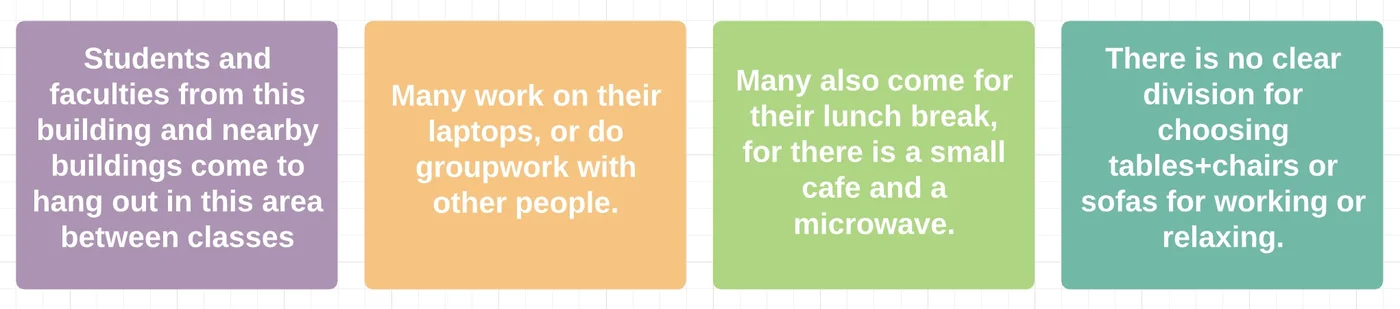 Students and
faculties from this
building and nearby
buildings come to
hang out in this area
between classes
Many work on their
laptops, or do
groupwork with
other people.
Many also come for
their lunch break,
for there is a small
cafe and a
microwave.
There is no clear
division for
choosing
tables+chairs or
sofas for working or
relaxing.